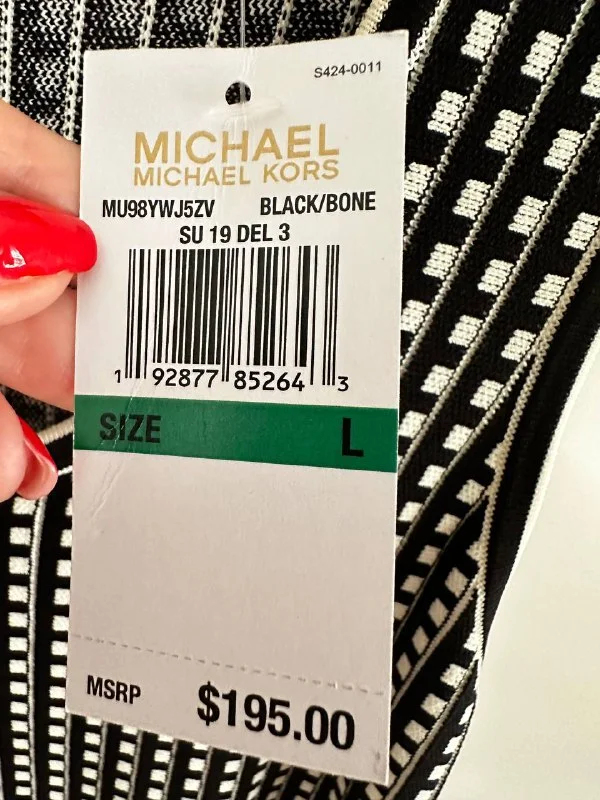 S424-0011
MICHAEL
MICHAEL KORS
MU98YWJ5ZV BLACK/BONE
SU 19 DEL 3
1 92877 85264 3
SIZE L
MSRP $195.00